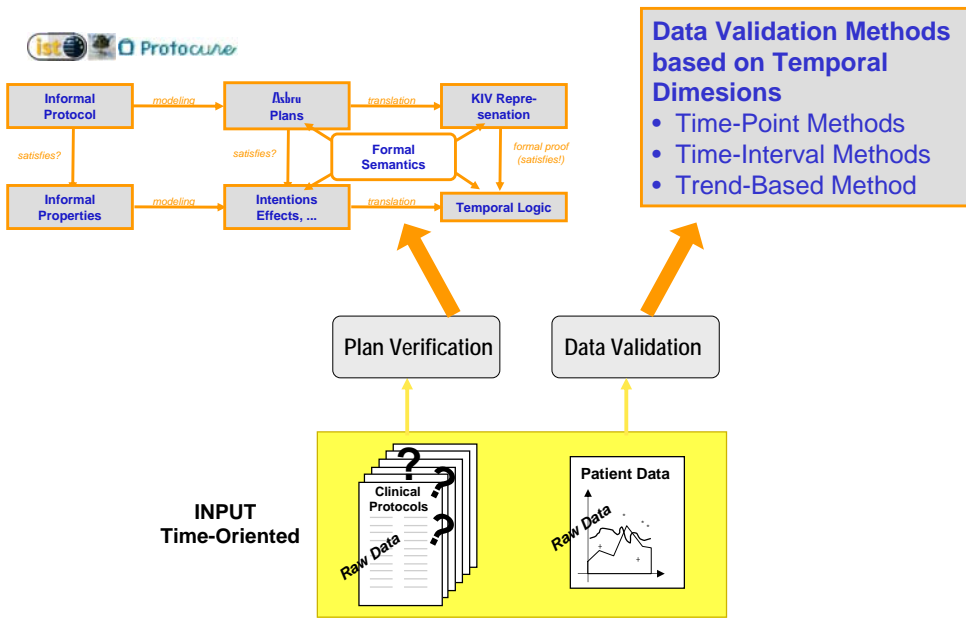 ist Protocure
Informal
Protocol
modeling
Asbru
Plans
translation
KIV Repre-
senation
satisfies?
satisfies?
Formal
Semantics
formal proof
(satisfies!)
Informal
Properties
modeling
Intentions
Effects, ...
translation
Temporal Logic
Data Validation Methods
based on Temporal
Dimesions
• Time-Point Methods
• Time-Interval Methods
• Trend-Based Method
Plan Verification
Data Validation
INPUT
Time-Oriented
?
?
?
Clinical
Protocols
Raw Data
Patient Data
Raw Data